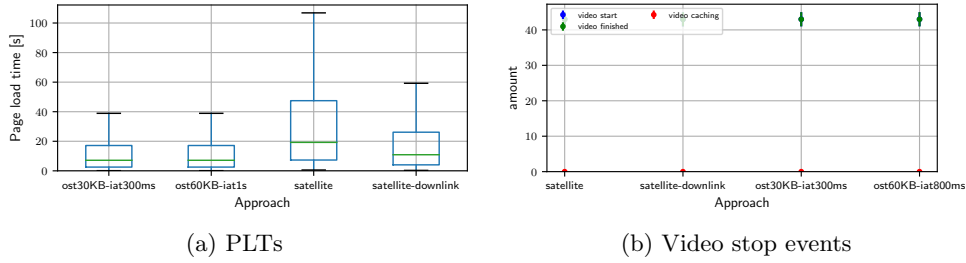 100
80
60
40
20
0
Page load time [s]
ost30KB-iat300ms
ost60KB-iat1s
satellite
satellite-downlink
Approach
(a) PLTs
video start
video caching
video finished
40
30
20
10
0
amount
satellite
satellite-downlink
ost30KB-iat300ms
ost60KB-iat800ms
Approach
(b) Video stop events